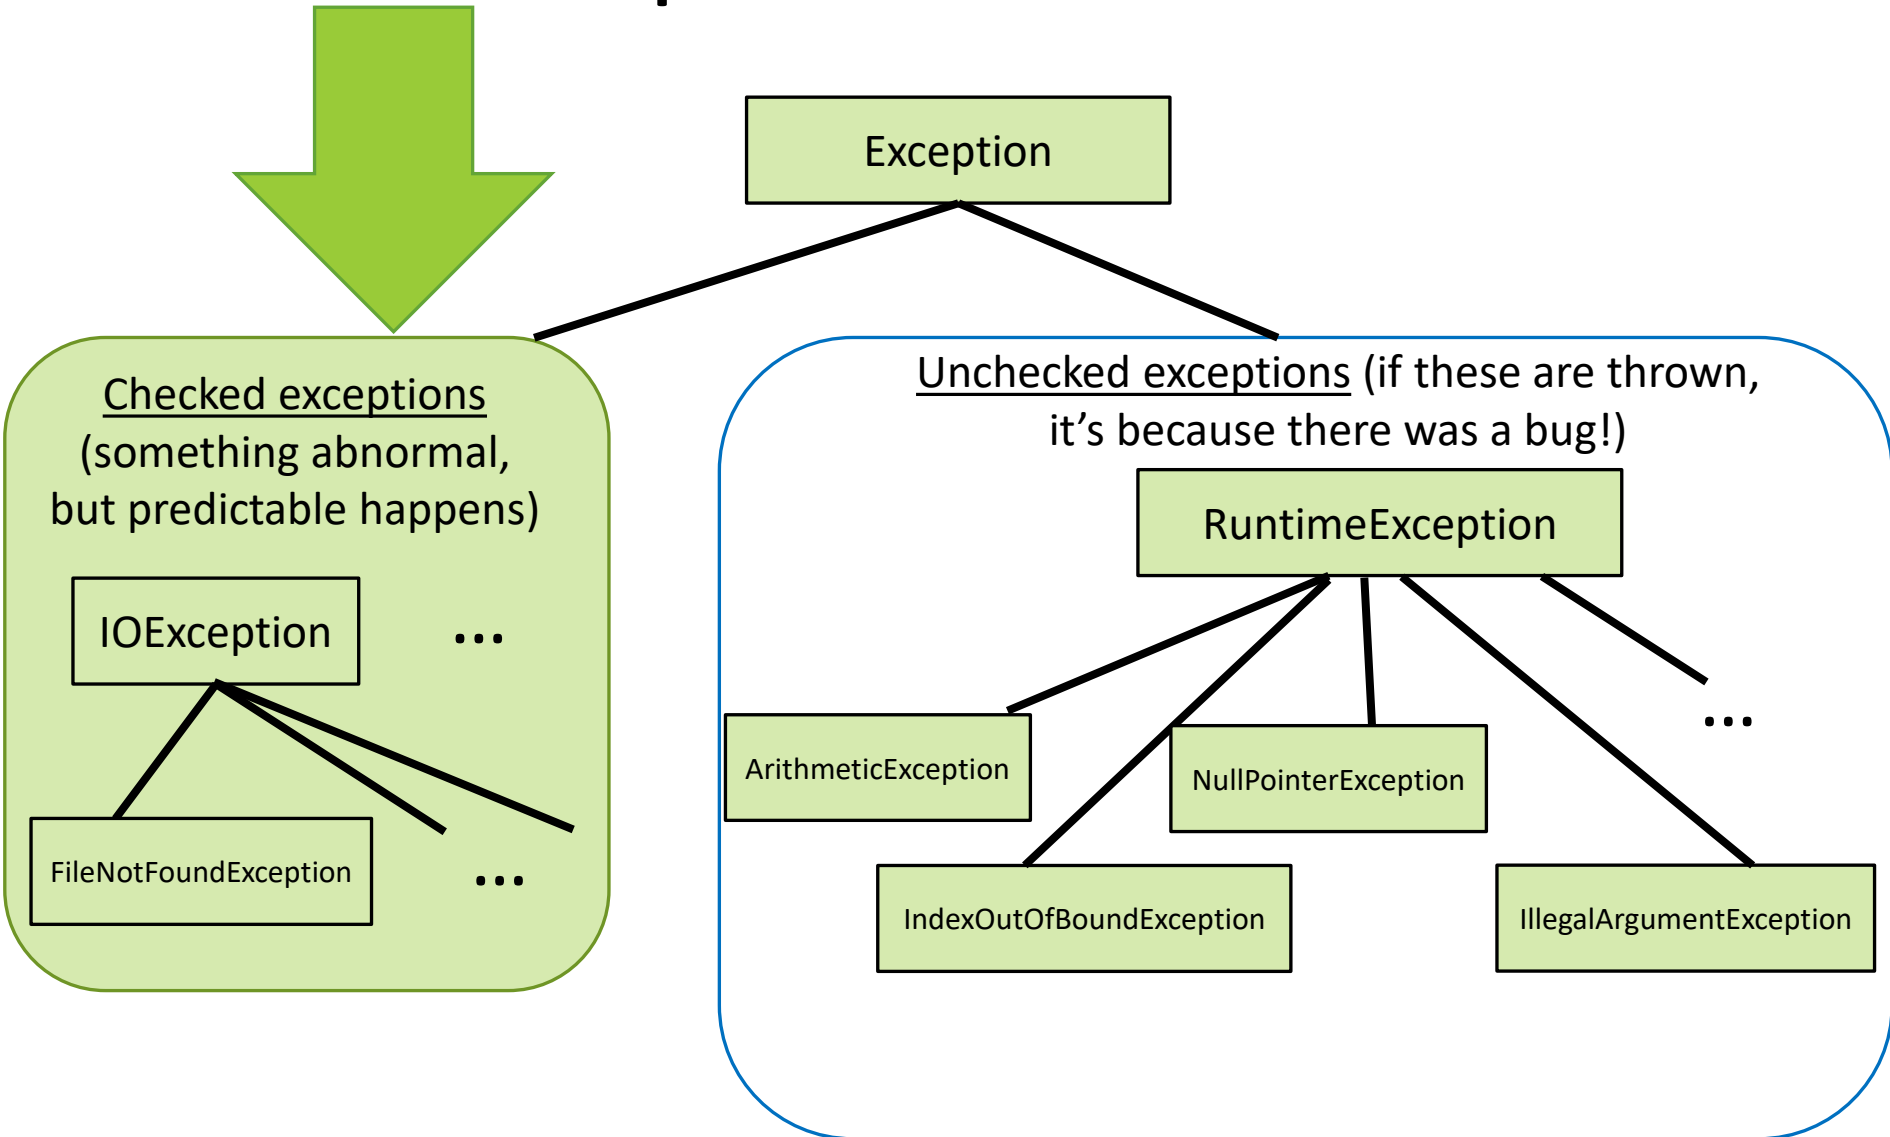 Exception
Checked exceptions
(something abnormal,
but predictable happens)
IOException
...
FileNotFoundException
...
Unchecked exceptions (if these are thrown,
it’s because there was a bug!)
RuntimeException
...
ArithmeticException
NullPointerException
IndexOutOfBoundException
IllegalArgumentException